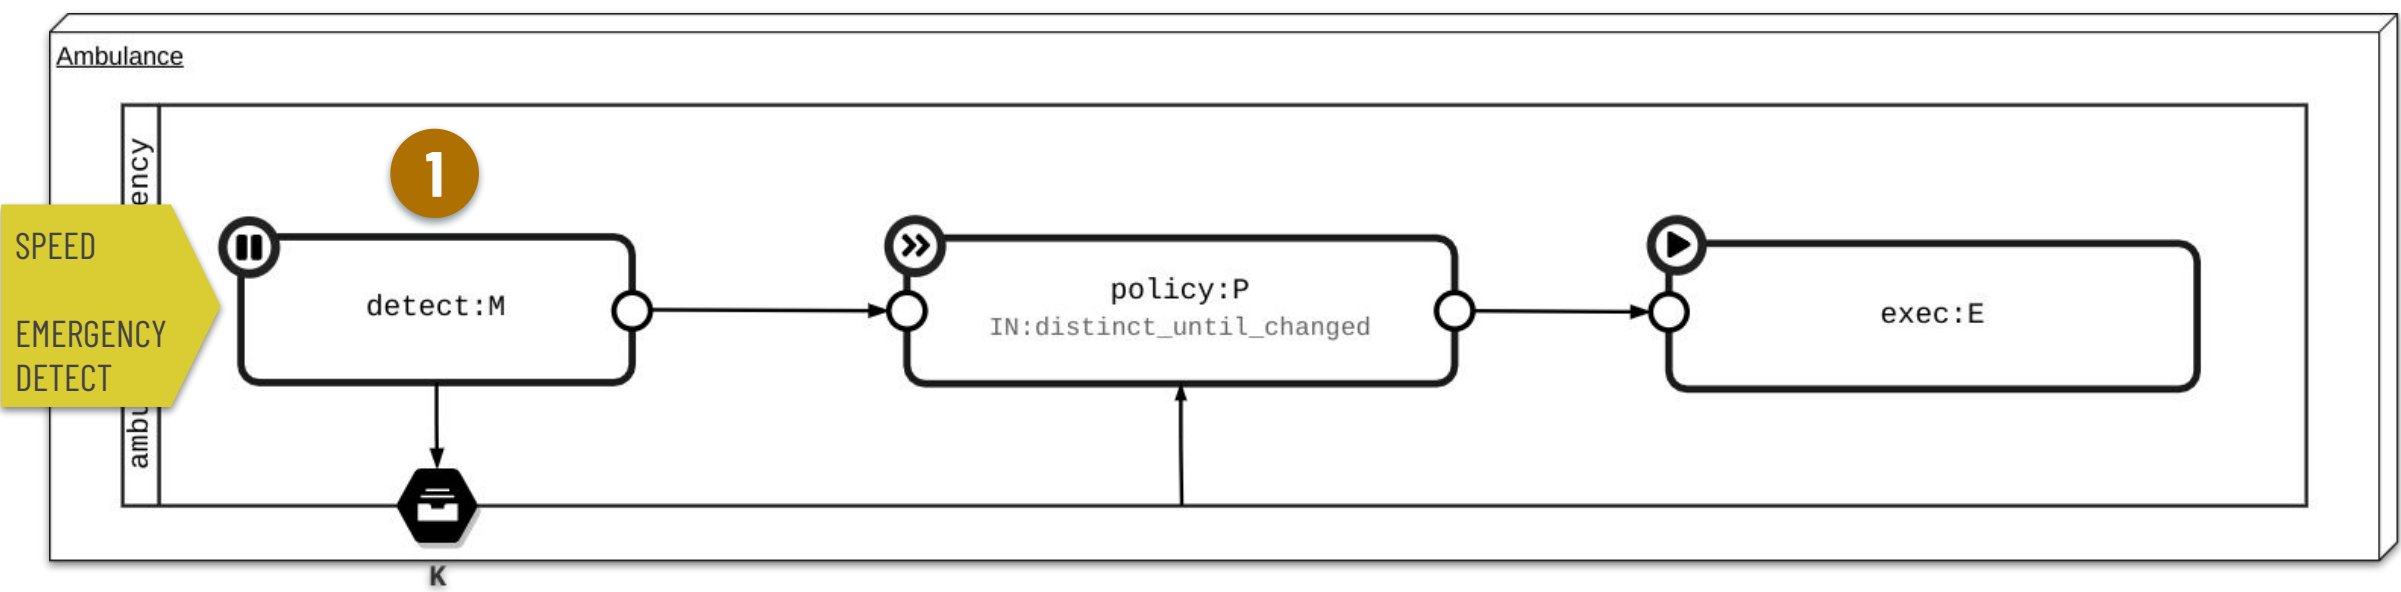 Ambulance
1
SPEED
EMERGENCY
DETECT
detect:M
policy:P
IN:distinct_until_changed
exec:E
K